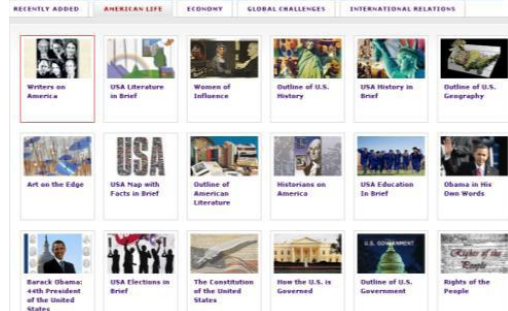 RECENTLY ADDED AMERICAN LIFE ECONOMY GLOBAL CHALLENGES INTERNATIONAL RELATIONS
Writers on
America
USA Literature
in Brief
Women of
Influence
Outline of U.S.
History
USA History in
Brief
Outline of U.S.
Geography
USA
Art on the Edge
USA Map with
Facts in Brief
Outline of
American
Literature
Historians on
America
USA Education
In Brief
Obama in His
Own Words
U.S. GOVERNMENT
Rights of the
People
Barack Obama:
44th President
of the United
States
USA Elections in
Brief
The Constitution
of the United
States
How the U.S. is
Governed
Outline of U.S.
Government
Rights of the
People